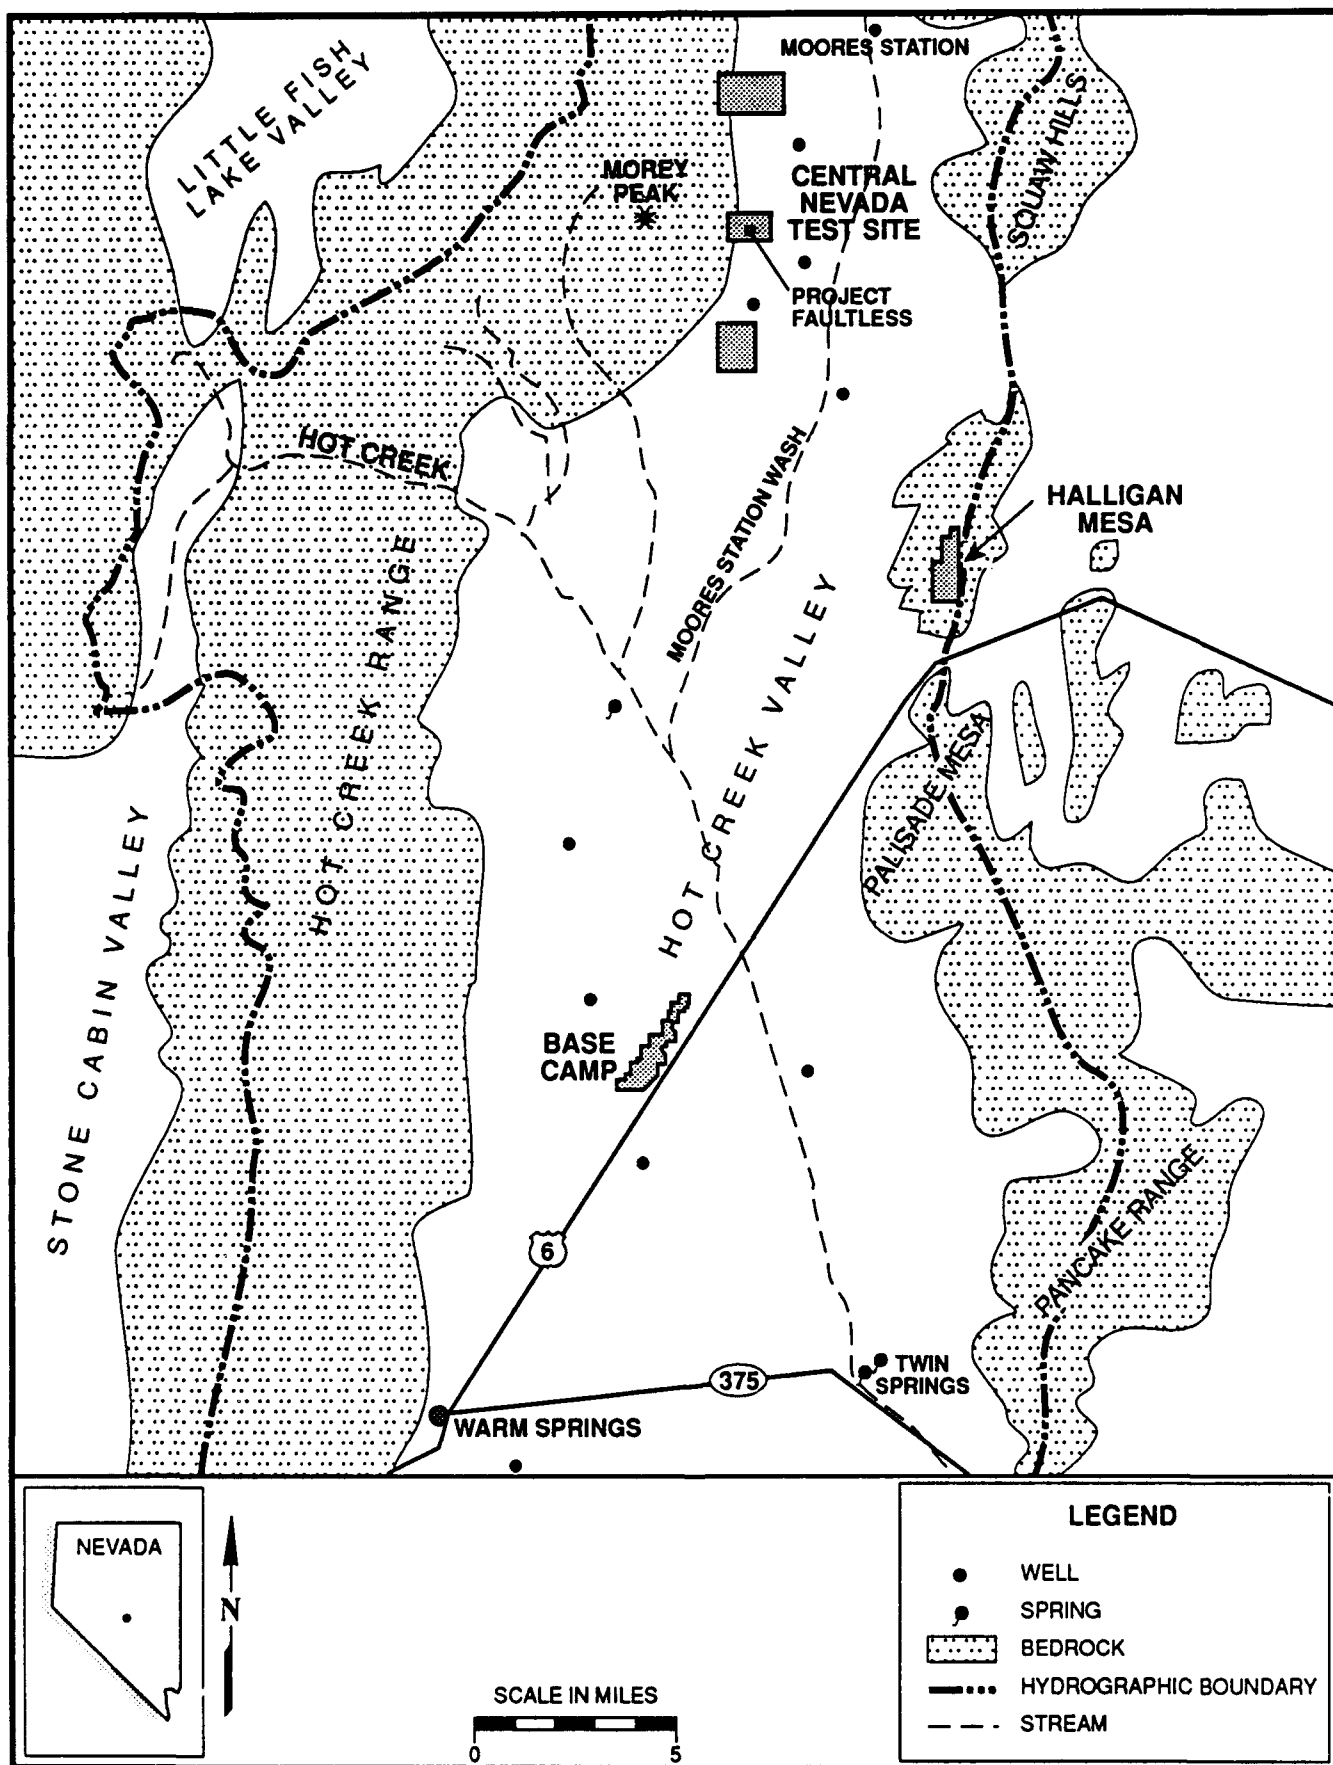 MOORES STATION
LITTLE FISH
LAKE VALLEY
SQUAW HILLS
MOREY
PEAK
CENTRAL
NEVADA
TEST SITE
PROJECT
FAULTLESS
HOT CREEK
MOORES STATION WASH
HALLIGAN
MESA
HOT CREEK RANGE
HOT CREEK VALLEY
PALISADE MESA
STONE CABIN VALLEY
BASE
CAMP
PANCAKE RANGE
6
375
TWIN
SPRINGS
WARM SPRINGS
NEVADA
N
SCALE IN MILES
0 5
LEGEND
WELL
SPRING
BEDROCK
HYDROGRAPHIC BOUNDARY
STREAM